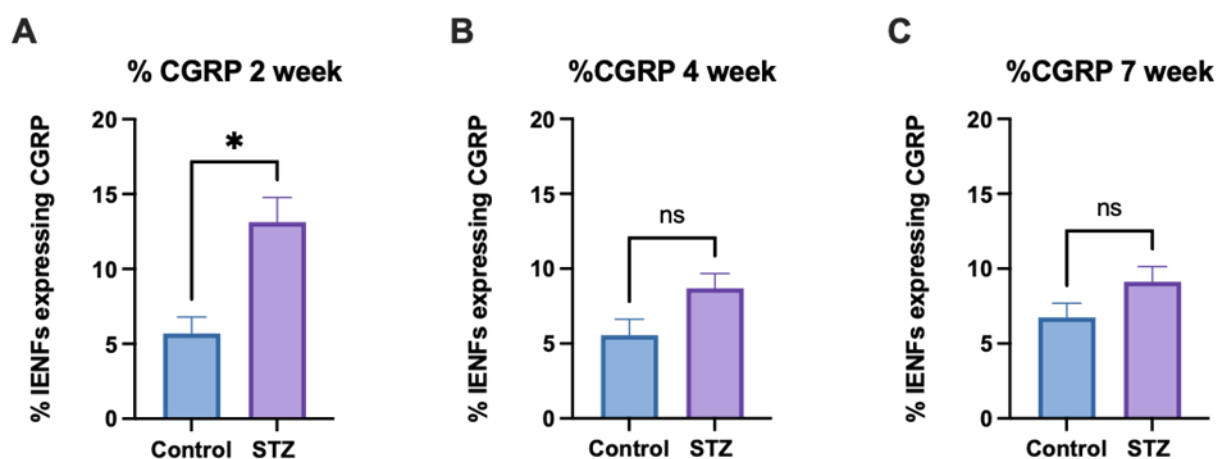 A
% CGRP 2 week
% IENFs expressing CGRP
20
15
10
5
0
*
Control STZ
B
%CGRP 4 week
% IENFs expressing CGRP
20
15
10
5
0
ns
Control STZ
C
%CGRP 7 week
% IENFs expressing CGRP
20
15
10
5
0
ns
Control STZ